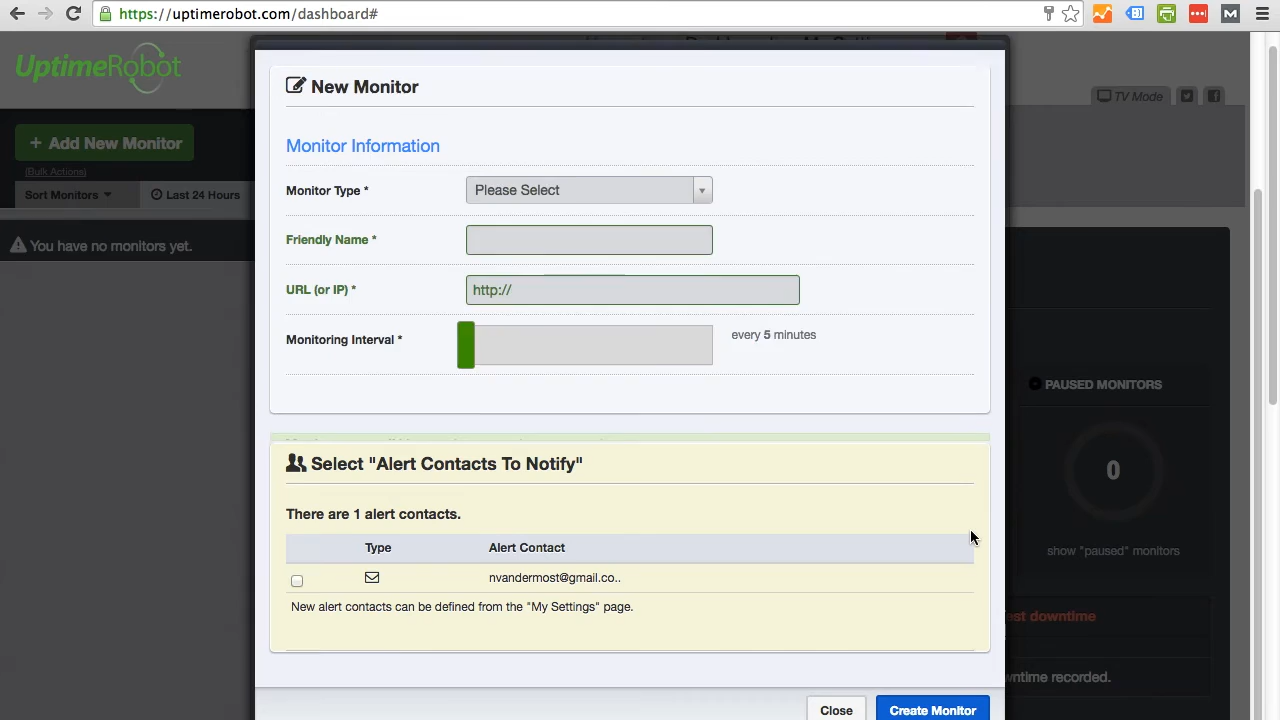 https://uptimerobot.com/dashboard#
UptimeRobot
TV Mode
+ Add New Monitor
(Bulk Actions)
Sort Monitors
Last 24 Hours
You have no monitors yet.
New Monitor
Monitor Information
Monitor Type *
Please Select
Friendly Name *
URL (or IP) *
http://
Monitoring Interval *
every 5 minutes
Select "Alert Contacts To Notify"
There are 1 alert contacts.
Type
Alert Contact
nvandermost@gmail.co..
New alert contacts can be defined from the "My Settings" page.
Close
Create Monitor
PAUSED MONITORS
0
show "paused" monitors
est downtime
wntime recorded.